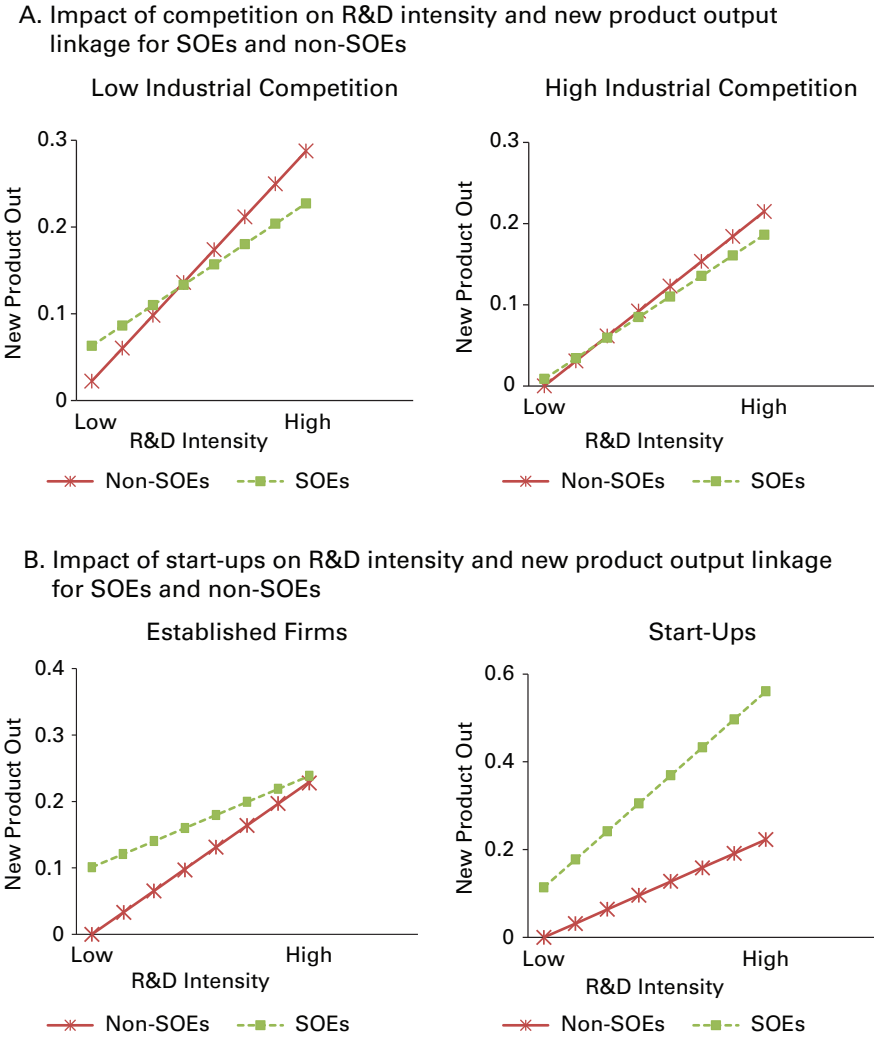 A. Impact of competition on R&D intensity and new product output
linkage for SOEs and non-SOEs
Low Industrial Competition
0.3
0.2
0.1
0
New Product Out
Low
High
R&D Intensity
Non-SOEs
SOEs
High Industrial Competition
0.3
0.2
0.1
0
New Product Out
Low
High
R&D Intensity
Non-SOEs
SOEs
B. Impact of start-ups on R&D intensity and new product output linkage
for SOEs and non-SOEs
Established Firms
0.4
0.3
0.2
0.1
0
New Product Out
Low
High
R&D Intensity
Non-SOEs
SOEs
Start-Ups
0.6
0.4
0.2
0
New Product Out
Low
High
R&D Intensity
Non-SOEs
SOEs